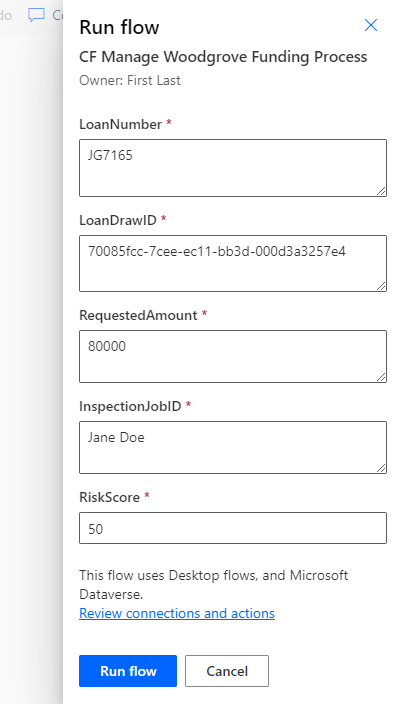 do
Run flow
CF Manage Woodgrove Funding Process
Owner: First Last
LoanNumber *
JG7165
LoanDrawID *
70085fcc-7cee-ec11-bb3d-000d3a3257e4
RequestedAmount *
80000
InspectionJobID *
Jane Doe
RiskScore *
50
This flow uses Desktop flows, and Microsoft
Dataverse.
Review connections and actions
Run flow
Cancel